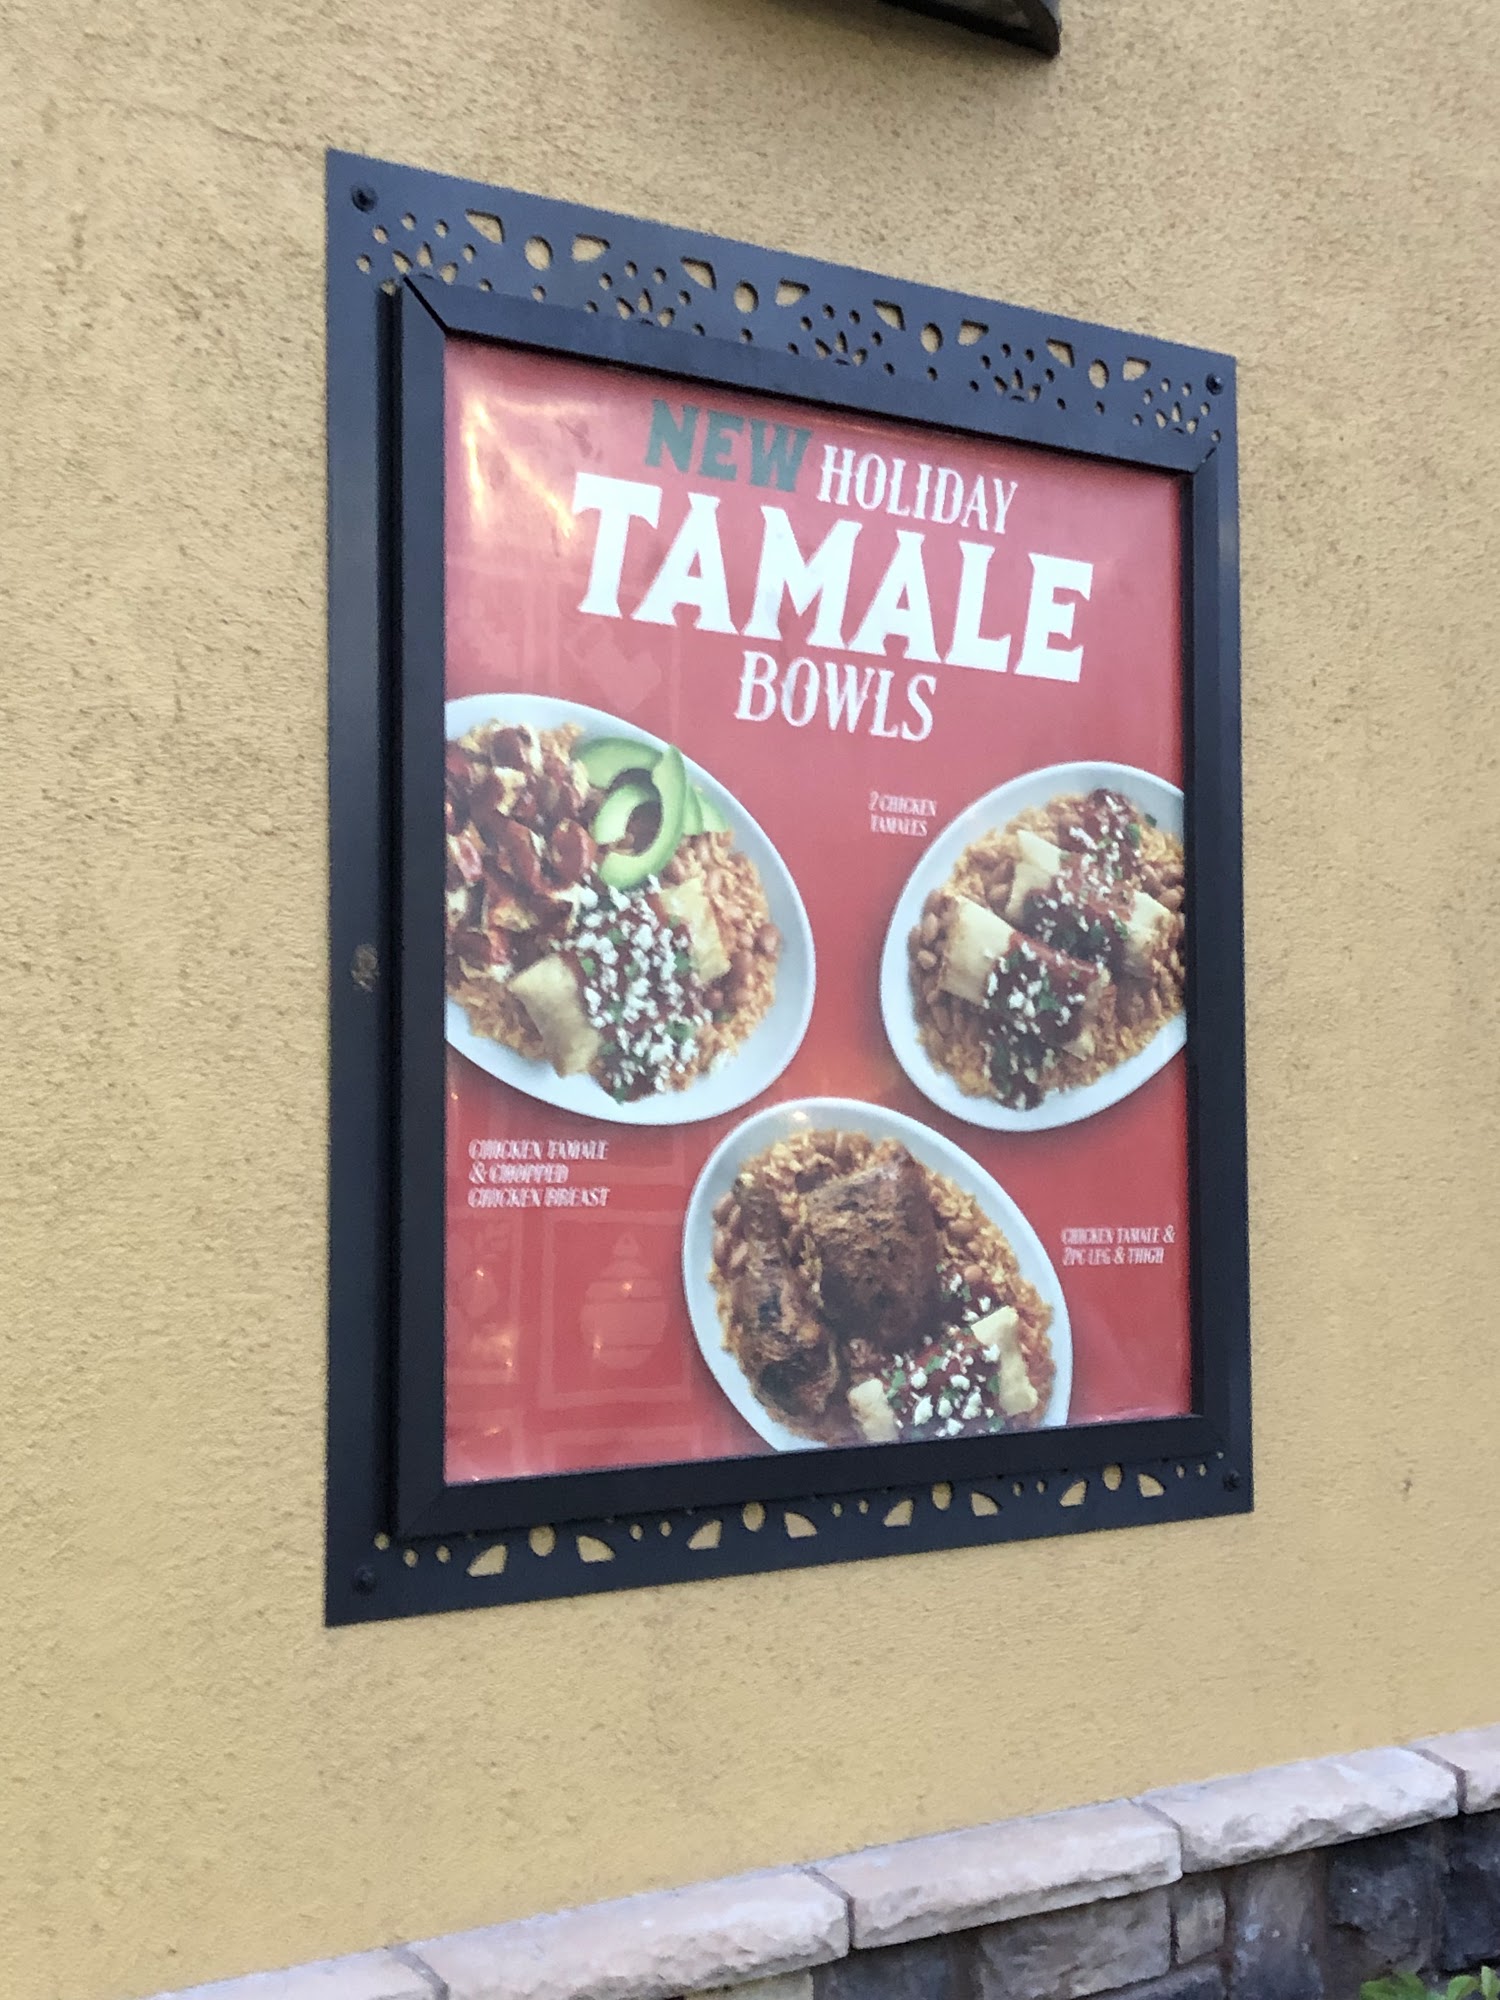 NEW HOLIDAY
TAMALE
BOWLS
2 CHICKEN
TAMALES
CHICKEN TAMALE
& CHOPPED
CHICKEN BREAST
CHICKEN TAMALE &
2PC LEG & THIGH